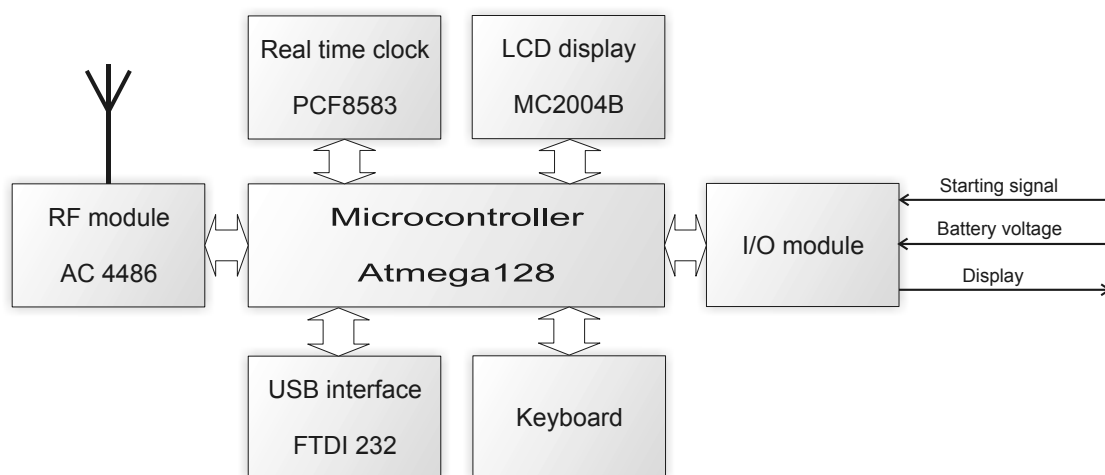 Real time clock
PCF8583
LCD display
MC2004B
RF module
AC 4486
Microcontroller
Atmega128
I/O module
Starting signal
Battery voltage
Display
USB interface
FTDI 232
Keyboard